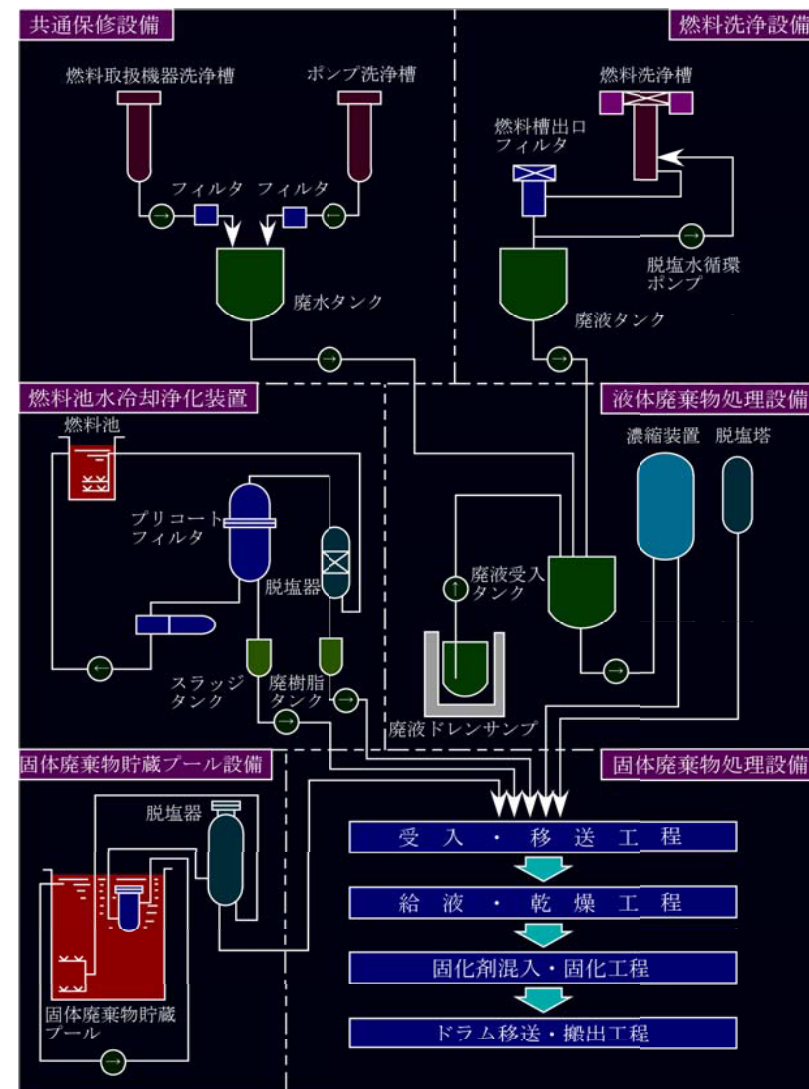 共通保修設備
燃料取扱機器洗浄槽
ポンプ洗浄槽
フィルタ
フィルタ
廃水タンク
燃料洗浄設備
燃料洗浄槽
燃料槽出口
フィルタ
脱塩水循環
ポンプ
廃液タンク
燃料池水冷却浄化装置
燃料池
プリコート
フィルタ
脱塩器
スラッジ
タンク
廃樹脂
タンク
液体廃棄物処理設備
濃縮装置
脱塩塔
廃液受入
タンク
廃液ドレンサンプ
固体廃棄物貯蔵プール設備
脱塩器
固体廃棄物貯蔵
プール
固体廃棄物処理設備
受入・移送工程
給液・乾燥工程
固化剤混入・固化工程
ドラム移送・搬出工程